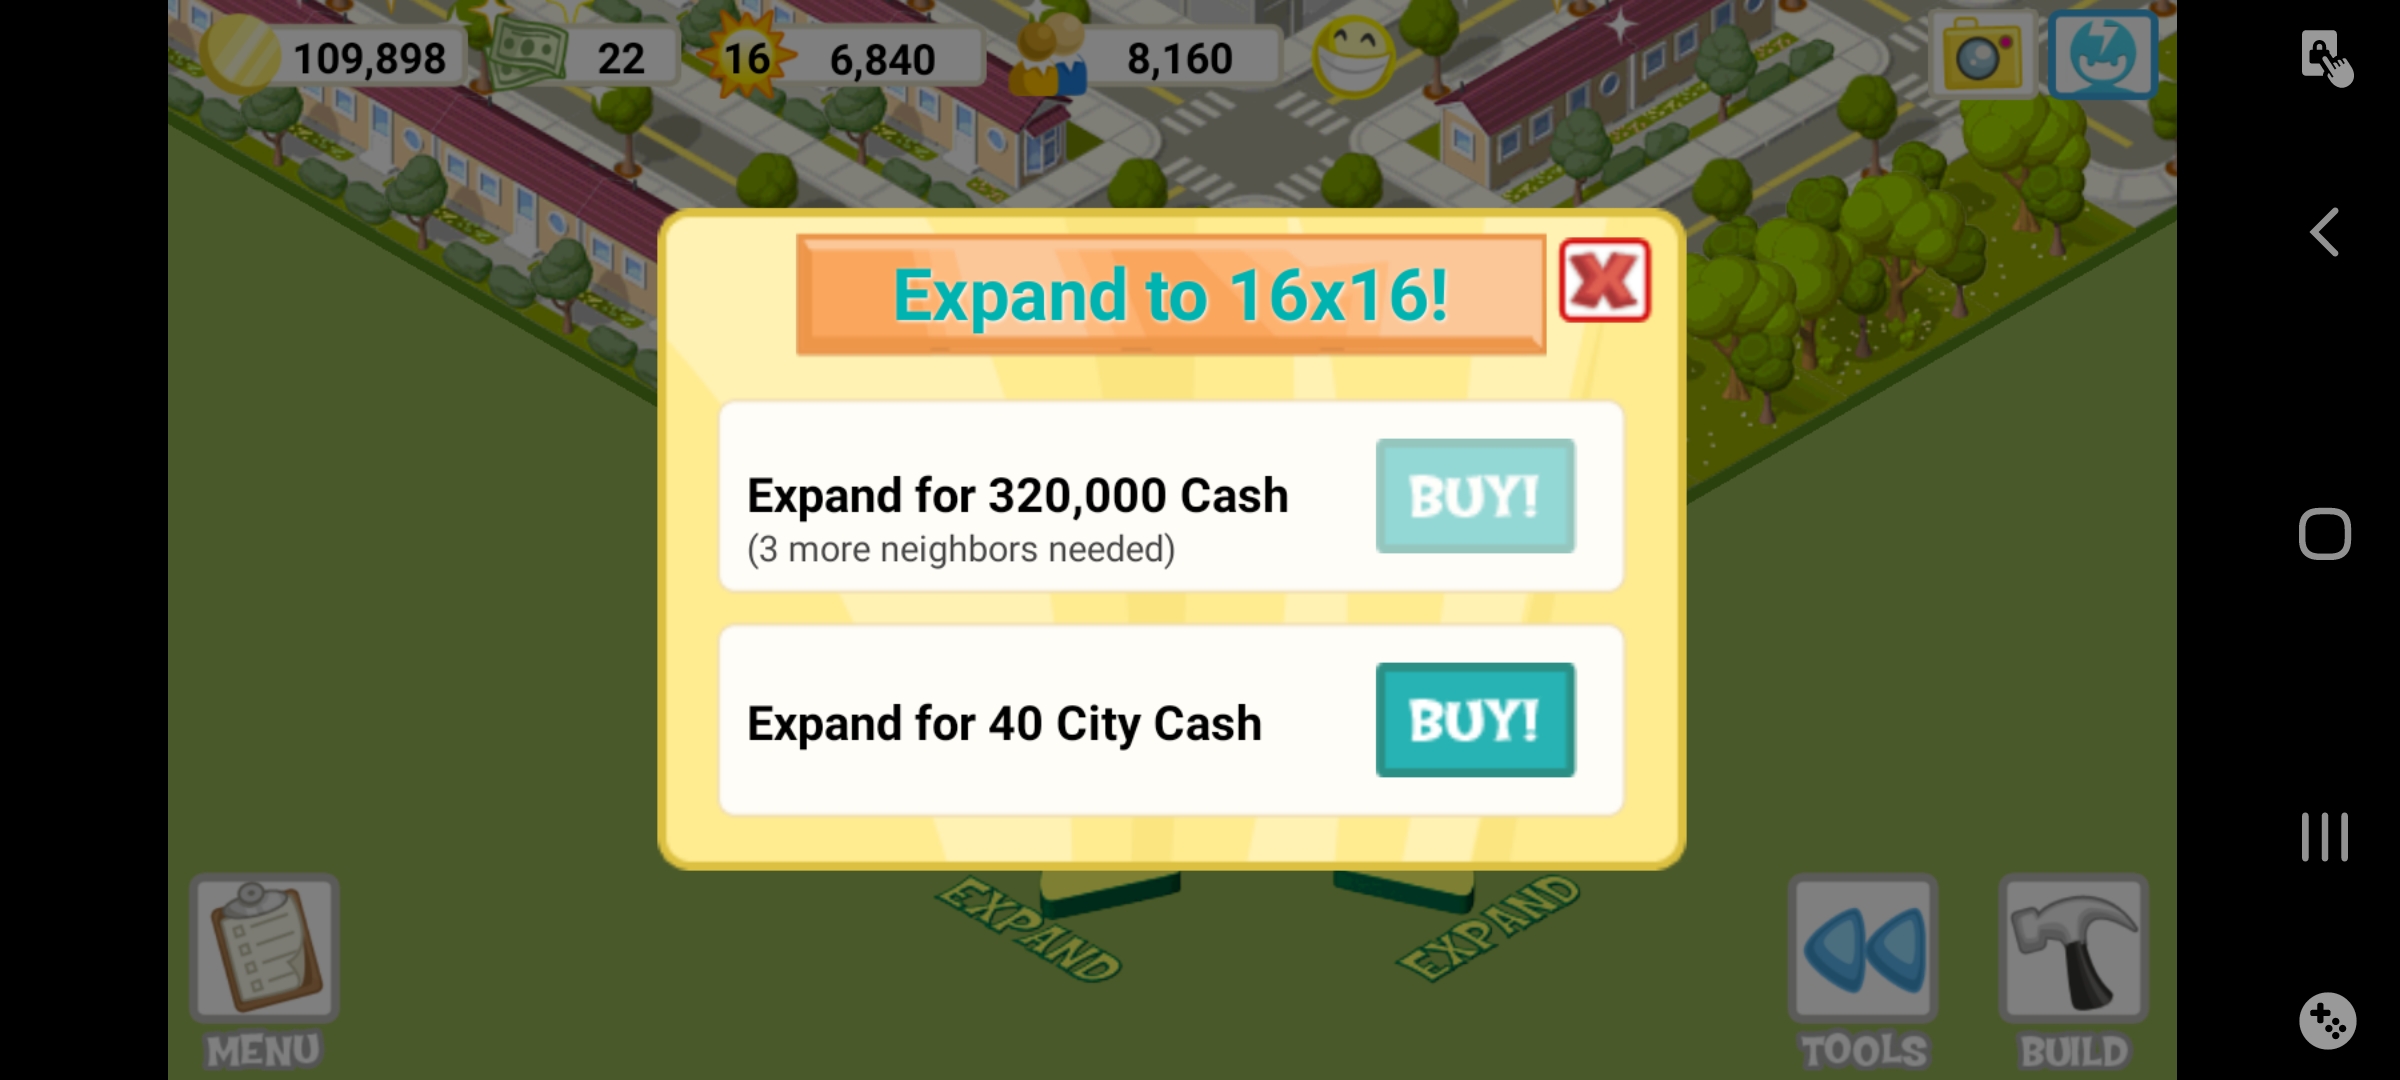 109,898
22
16
6,840
8,160
Expand to 16x16!
Expand for 320,000 Cash
(3 more neighbors needed)
BUY!
Expand for 40 City Cash
BUY!
EXPAND
EXPAND
MENU
TOOLS
BUILD